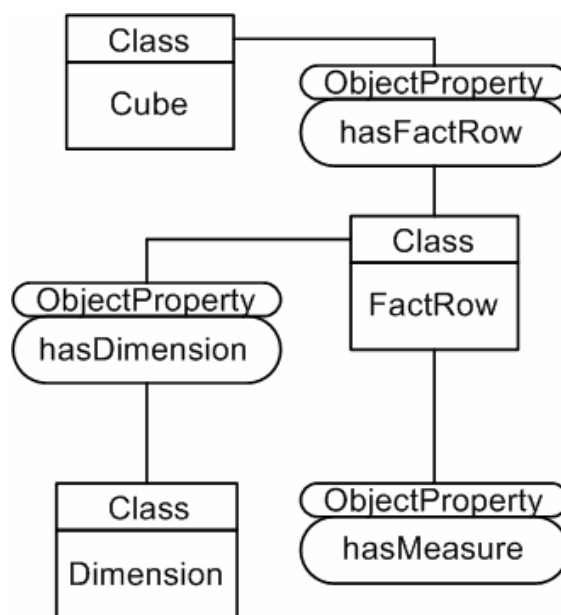 Class
Cube
ObjectProperty
hasFactRow
Class
FactRow
ObjectProperty
hasDimension
Class
Dimension
ObjectProperty
hasMeasure